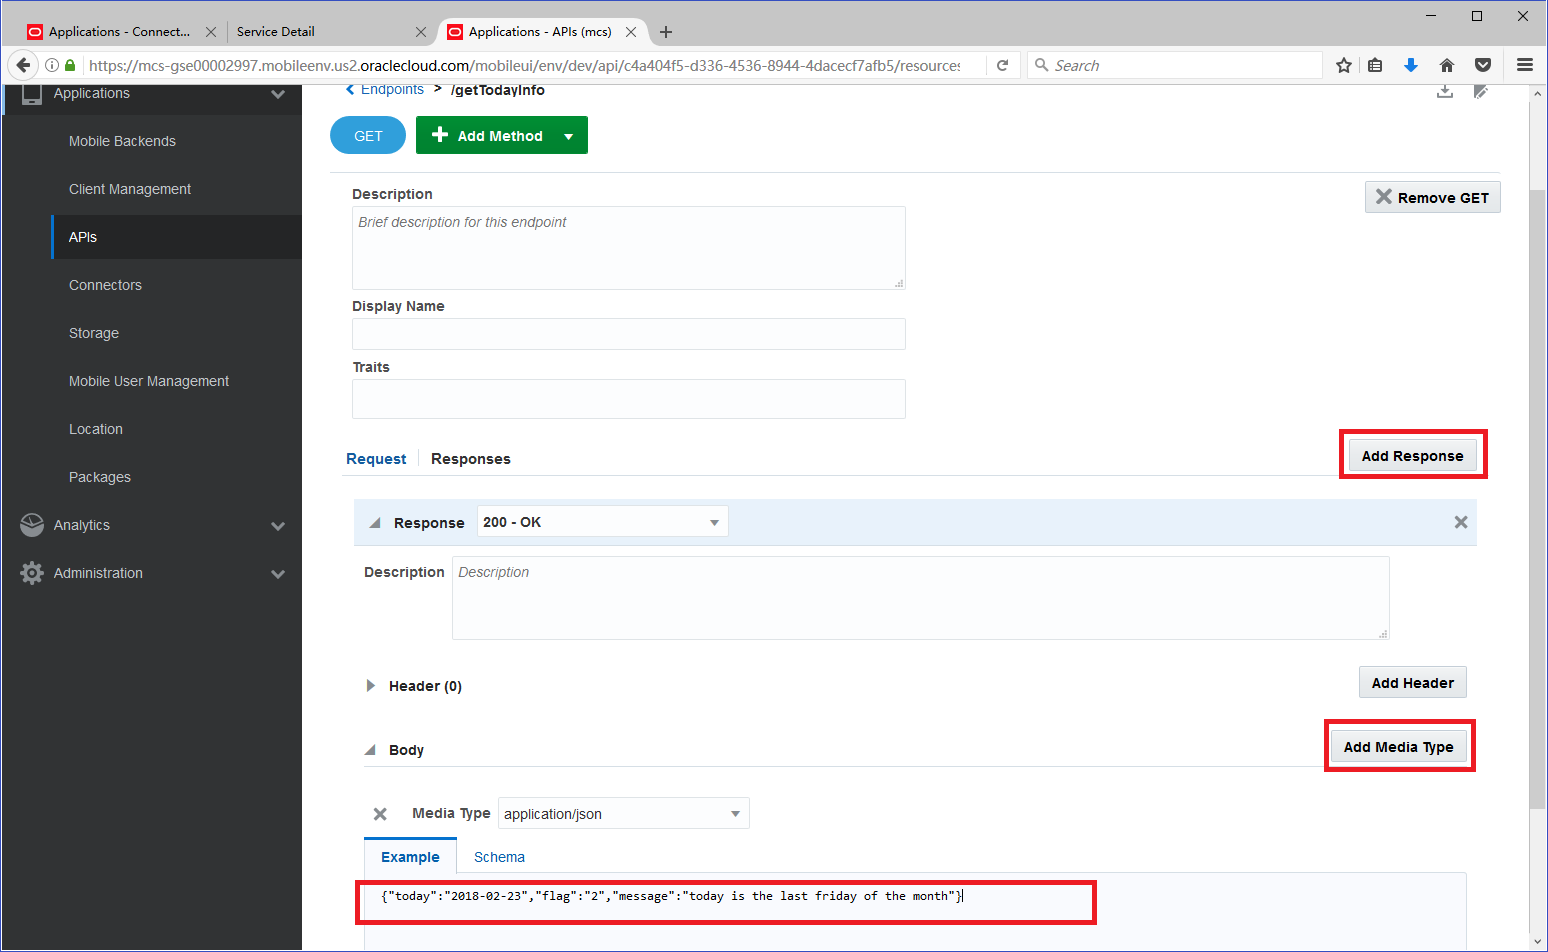 Applications - Connect...
Service Detail
Applications - APIs (mcs)
https://mcs-gse00002997.mobileenv.us2.oraclecloud.com/mobileui/env/dev/api/c4a404f5-d336-4536-8944-4dacecf7afb5/resources
Search
Applications
Mobile Backends
Client Management
APIs
Connectors
Storage
Mobile User Management
Location
Packages
Analytics
Administration
Endpoints > /getTodayInfo
GET
Add Method
Description
Remove GET
Brief description for this endpoint
Display Name
Traits
Request
Responses
Add Response
Response
200 - OK
Description
Description
Header (0)
Add Header
Body
Add Media Type
Media Type
application/json
Example
Schema
{"today":"2018-02-23","flag":"2","message":"today is the last friday of the month"}